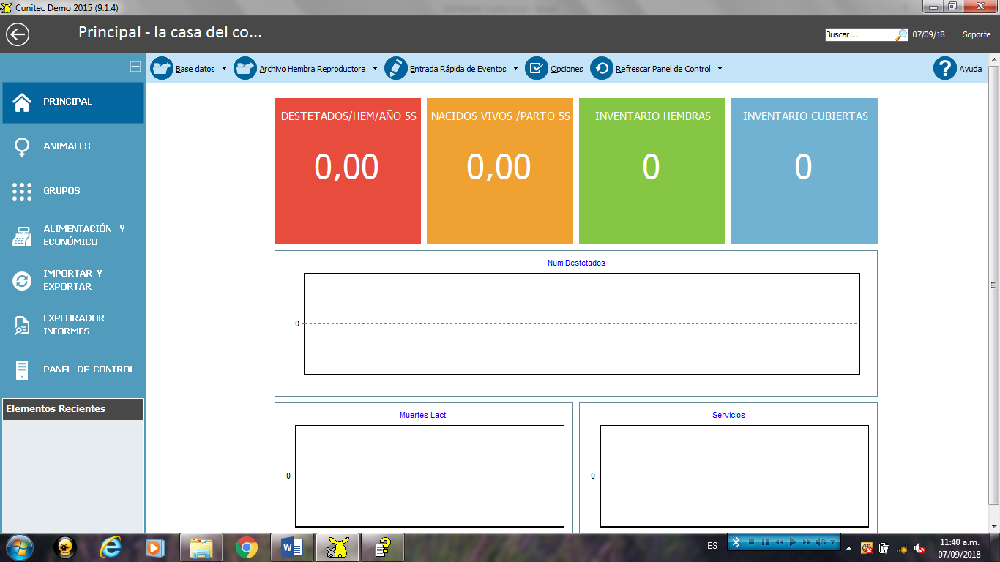 Cunitec Demo 2015 (9.1.4)
Principal - la casa del co...
Buscar...
07/09/18
Soporte
Base datos
Archivo Hembra Reproductora
Entrada Rápida de Eventos
Opciones
Refrescar Panel de Control
Ayuda
PRINCIPAL
ANIMALES
GRUPOS
ALIMENTACIÓN Y
ECONÓMICO
IMPORTAR Y
EXPORTAR
EXPLORADOR
INFORMES
PANEL DE CONTROL
Elementos Recientes
DESTETADOS/HEM/AÑO 5S
0,00
NACIDOS VIVOS /PARTO 5S
0,00
INVENTARIO HEMBRAS
0
INVENTARIO CUBIERTAS
0
Num Destetados
0
Muertes Lact.
0
Servicios
0
ES
11:40 a.m.
07/09/2018